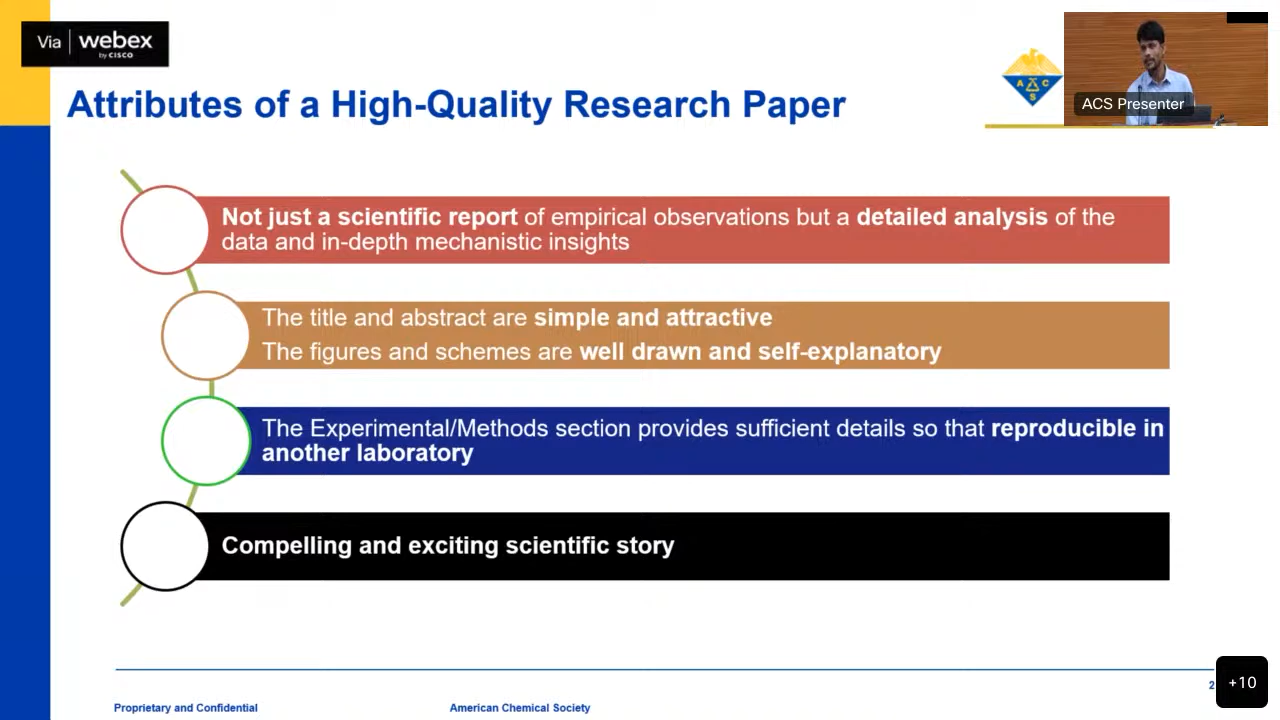 Via webex
by CISCO
Attributes of a High-Quality Research Paper
A C
S
ACS Presenter
Not just a scientific report of empirical observations but a detailed analysis of the
data and in-depth mechanistic insights
The title and abstract are simple and attractive
The figures and schemes are well drawn and self-explanatory
The Experimental/Methods section provides sufficient details so that reproducible in
another laboratory
Compelling and exciting scientific story
2
+10
Proprietary and Confidential
American Chemical Society